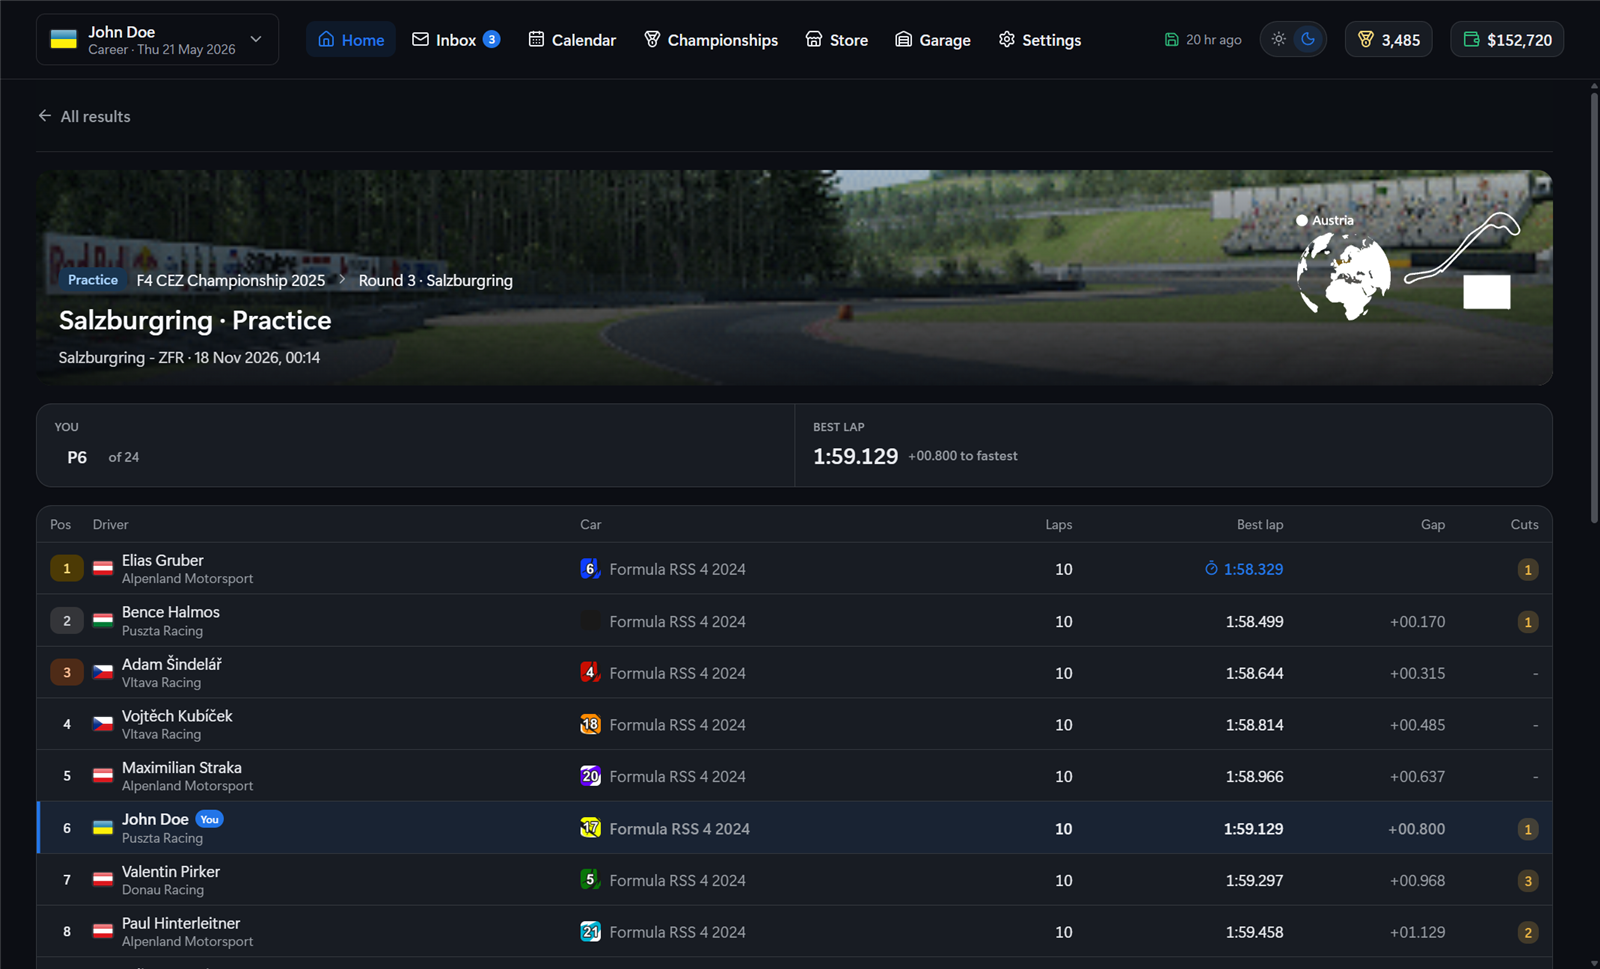 John Doe
Career · Thu 21 May 2026
Home
Inbox 3
Calendar
Championships
Store
Garage
Settings
20 hr ago
3,485
$152,720
All results
Austria
Practice F4 CEZ Championship 2025 Round 3 · Salzburgring
Salzburgring · Practice
Salzburgring - ZFR · 18 Nov 2026, 00:14
YOU
P6 of 24
BEST LAP
1:59.129 +00.800 to fastest
Pos Driver Car Laps Best lap Gap Cuts
1 Elias Gruber 6 Formula RSS 4 2024 10 1:58.329 1
Alpenland Motorsport
2 Bence Halmos Formula RSS 4 2024 10 1:58.499 +00.170 1
Puszta Racing
3 Adam Šindelář 4 Formula RSS 4 2024 10 1:58.644 +00.315 -
Vltava Racing
4 Vojtěch Kubíček 18 Formula RSS 4 2024 10 1:58.814 +00.485 -
Vltava Racing
5 Maximilian Straka 20 Formula RSS 4 2024 10 1:58.966 +00.637 -
Alpenland Motorsport
6 John Doe You 17 Formula RSS 4 2024 10 1:59.129 +00.800 1
Puszta Racing
7 Valentin Pirker 5 Formula RSS 4 2024 10 1:59.297 +00.968 3
Donau Racing
8 Paul Hinterleitner 21 Formula RSS 4 2024 10 1:59.458 +01.129 2
Alpenland Motorsport